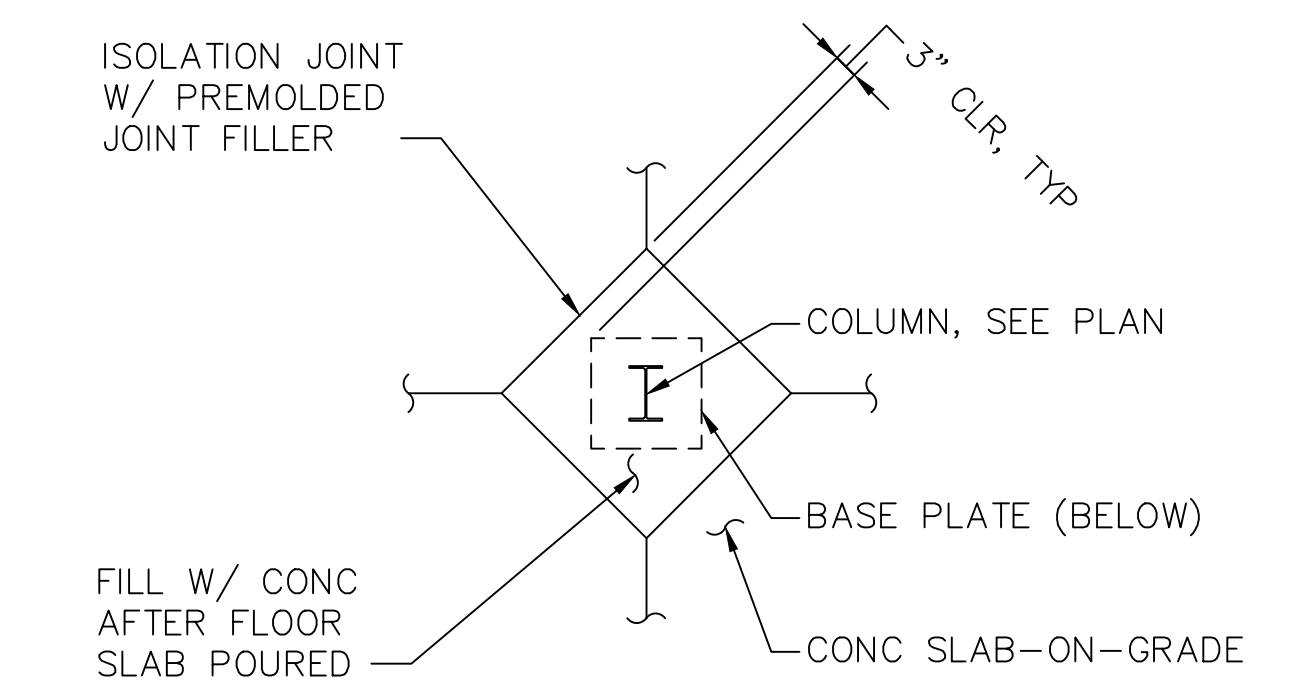 ISOLATION JOINT
W/ PREMOLDED
JOINT FILLER
3" CLR, TYP
COLUMN, SEE PLAN
BASE PLATE (BELOW)
FILL W/ CONC
AFTER FLOOR
SLAB POURED
CONC SLAB-ON-GRADE